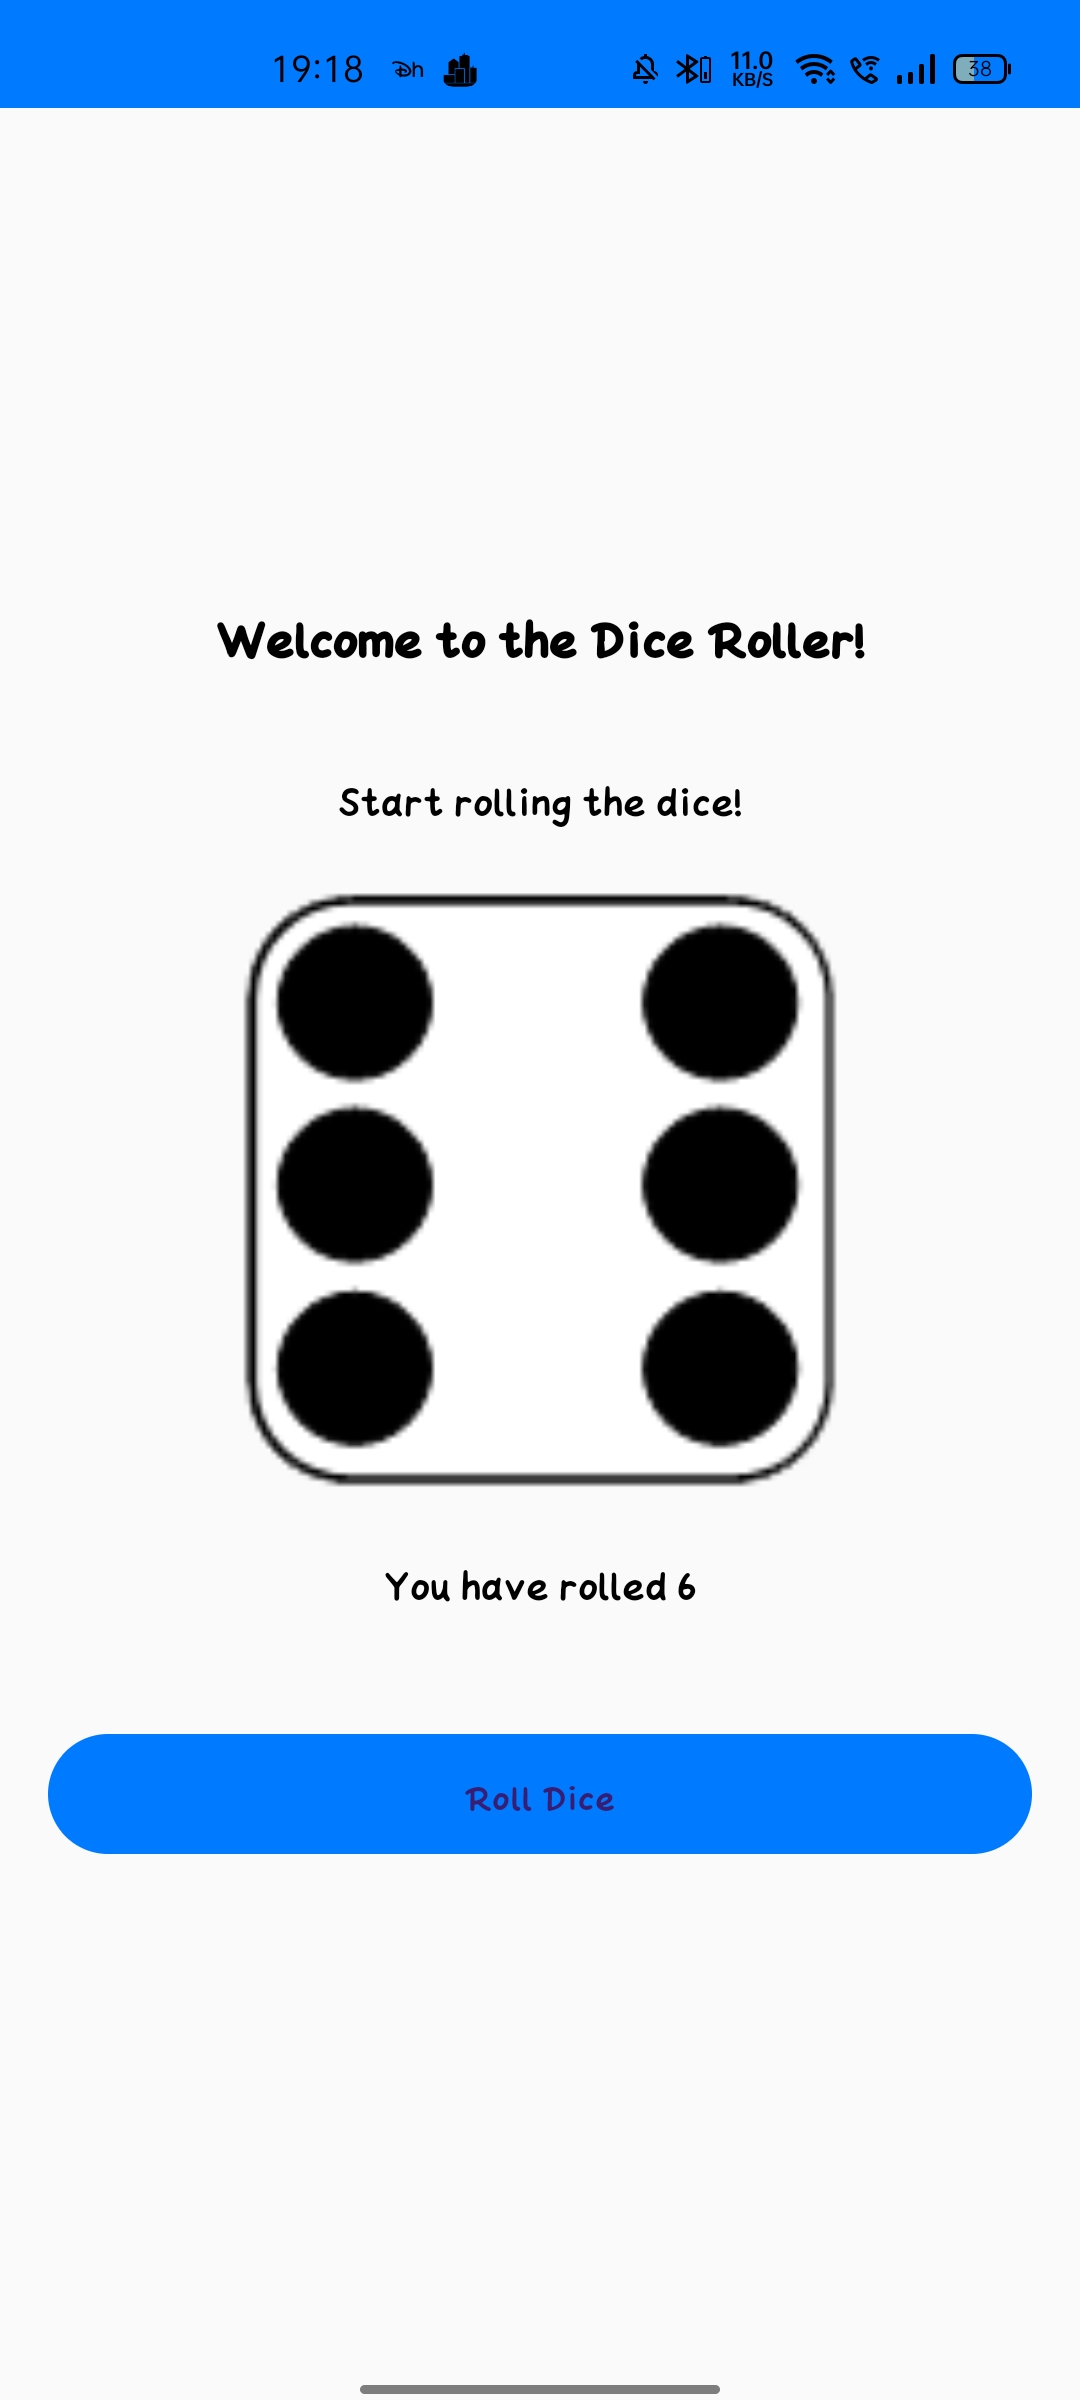 19:18 Dh 11.0 KB/S 38
Welcome to the Dice Roller!
Start rolling the dice!
You have rolled 6
Roll Dice